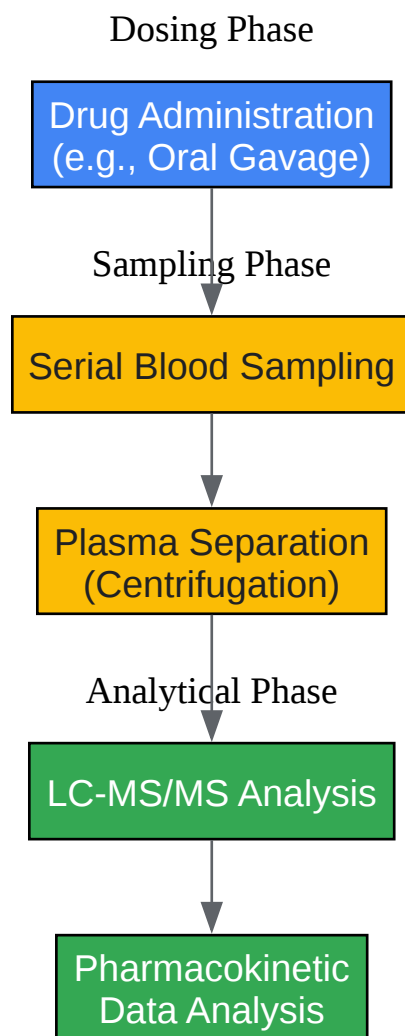 Dosing Phase
Drug Administration
(e.g., Oral Gavage)
Sampling Phase
Serial Blood Sampling
Plasma Separation
(Centrifugation)
Analytical Phase
LC-MS/MS Analysis
Pharmacokinetic
Data Analysis